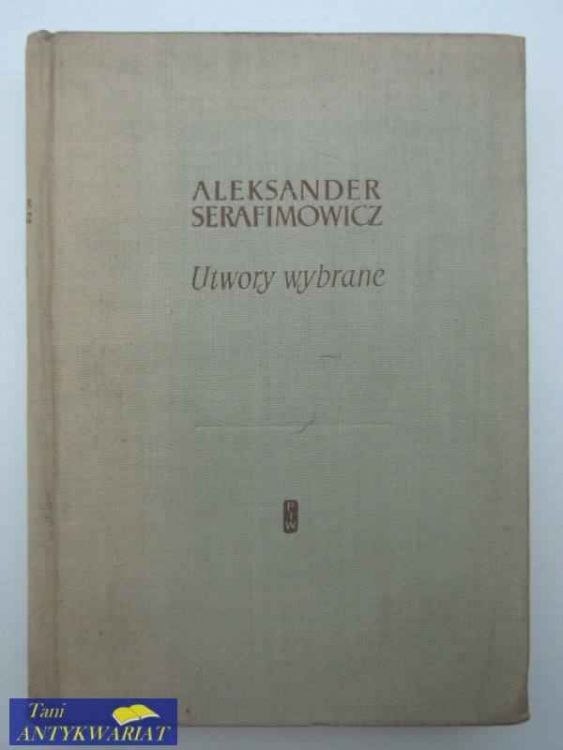 ALEKSANDER
SERAFIMOWICZ
Utwory wybrane
P
I
W
Tani
ANTYKWARIAT